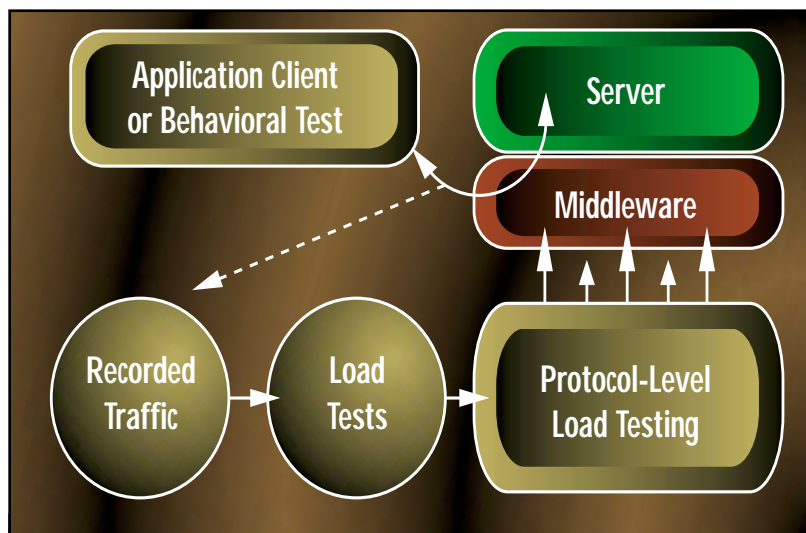 Application Client
or Behavioral Test
Server
Middleware
Recorded
Traffic
Load
Tests
Protocol-Level
Load Testing